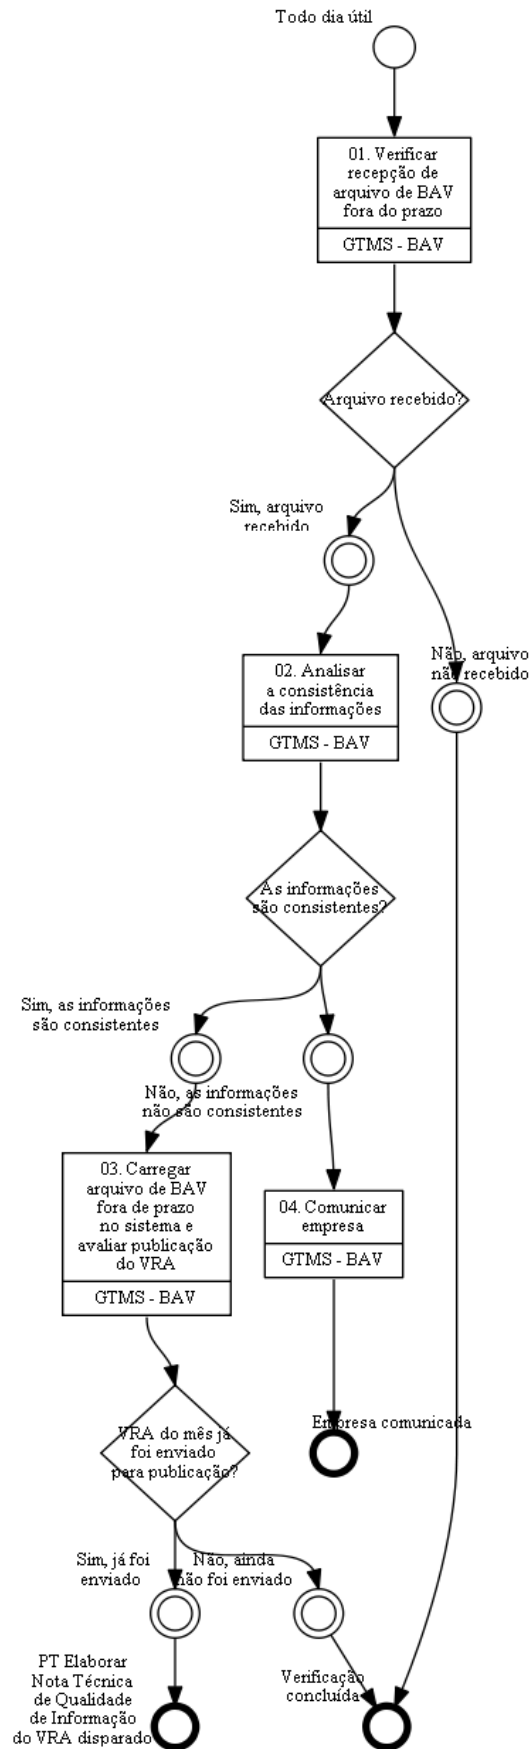 Todo dia útil
01. Verificar
recepção de
arquivo de BAV
fora do prazo
GTMS - BAV
Arquivo recebido?
Sim, arquivo
recebido
Não, arquivo
não recebido
02. Analisar
a consistência
das informações
GTMS - BAV
As informações
são consistentes?
Sim, as informações
são consistentes
Não, as informações
não são consistentes
03. Carregar
arquivo de BAV
fora de prazo
no sistema e
avaliar publicação
do VRA
GTMS - BAV
04. Comunicar
empresa
GTMS - BAV
Empresa comunicada
VRA do mês já
foi enviado
para publicação?
Sim, já foi
enviado
Não, ainda
não foi enviado
PT Elaborar
Nota Técnica
de Qualidade
de Informação
do VRA disparado
Verificação
concluída